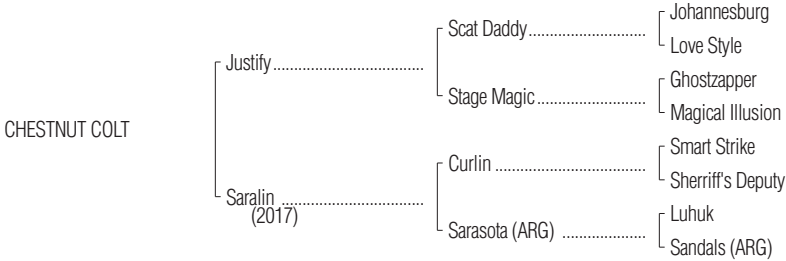 Johannesburg
Scat Daddy
Love Style
Justify
Ghostzapper
Stage Magic
Magical Illusion
CHESTNUT COLT
Smart Strike
Curlin
Sherriff's Deputy
Saralin
(2017)
Luhuk
Sarasota (ARG)
Sandals (ARG)